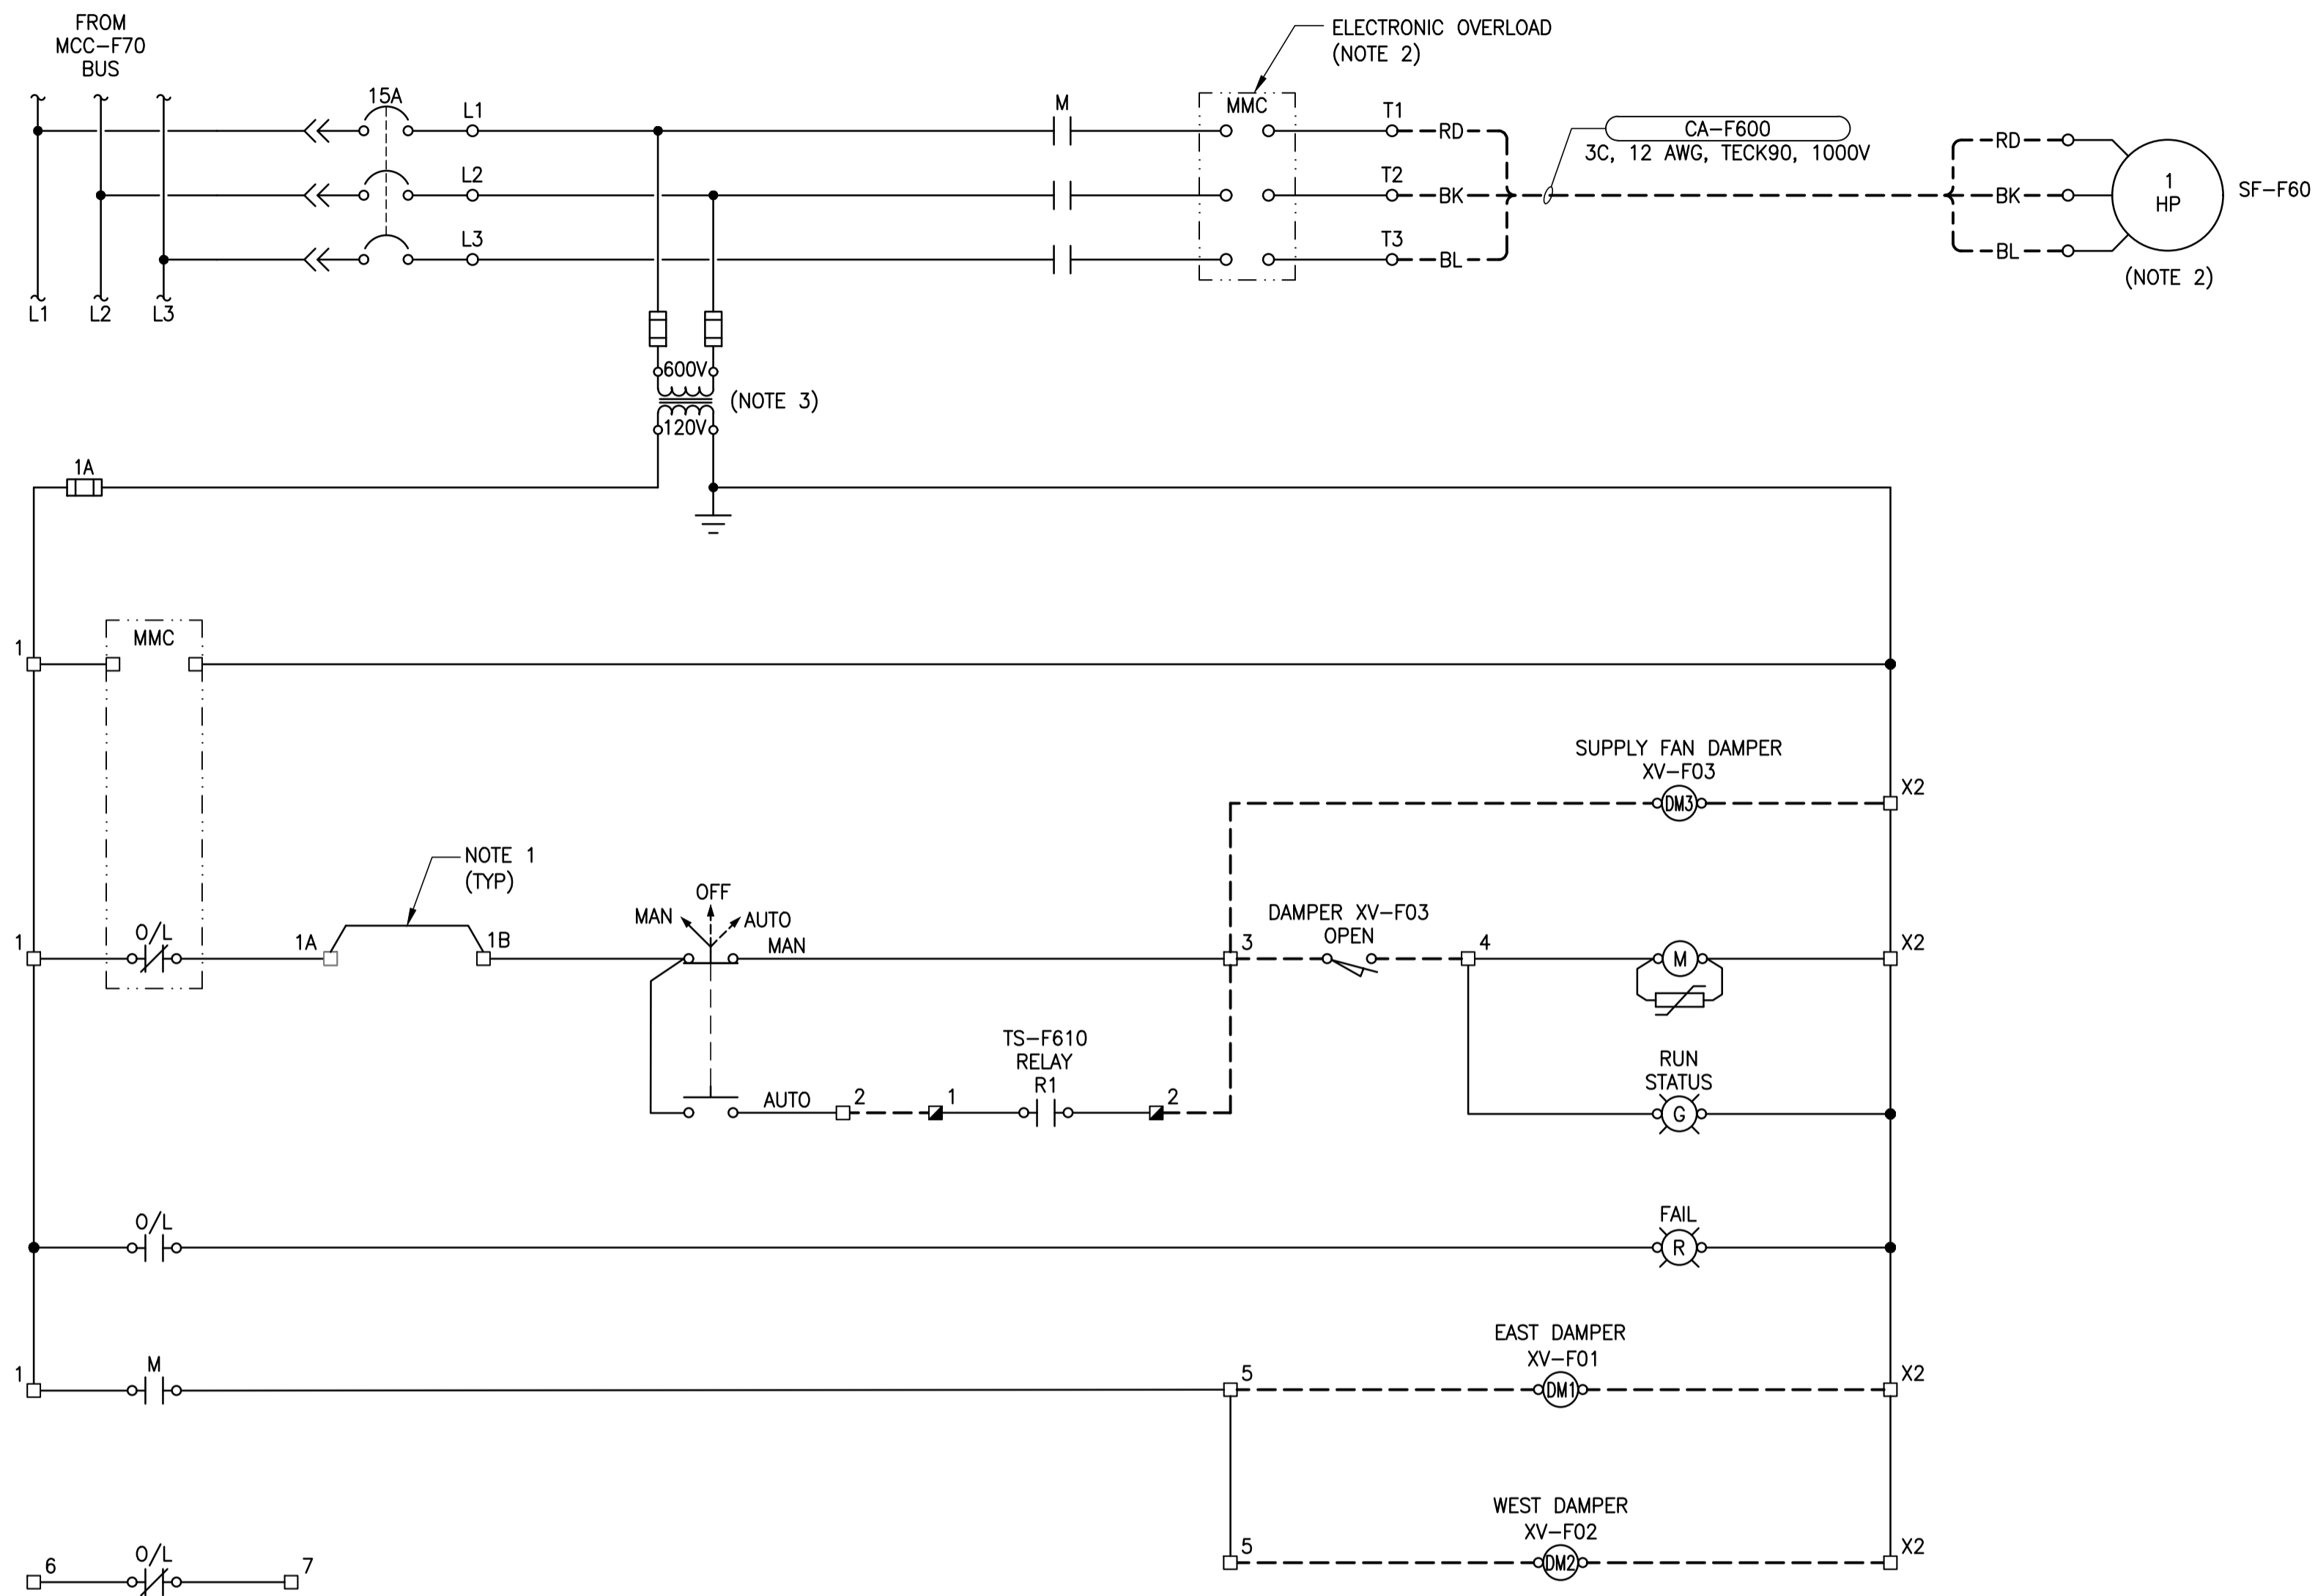 FROM
MCC-F70
BUS
15A
L1
L2
L3
L1
L2
L3
M
MMC
ELECTRONIC OVERLOAD
(NOTE 2)
T1
T2
T3
RD
BK
BL
CA-F600
3C, 12 AWG, TECK90, 1000V
RD
BK
BL
1
HP
SF-F60
(NOTE 2)
600V
120V
(NOTE 3)
1A
1
MMC
SUPPLY FAN DAMPER
XV-F03
DM3
X2
NOTE 1
(TYP)
1
O/L
1A
1B
MAN
OFF
AUTO
MAN
3
DAMPER XV-F03
OPEN
4
M
X2
AUTO
2
1
TS-F610
RELAY
R1
2
RUN
STATUS
G
O/L
FAIL
R
1
M
5
EAST DAMPER
XV-F01
DM1
X2
5
WEST DAMPER
XV-F02
DM2
X2
6
O/L
7